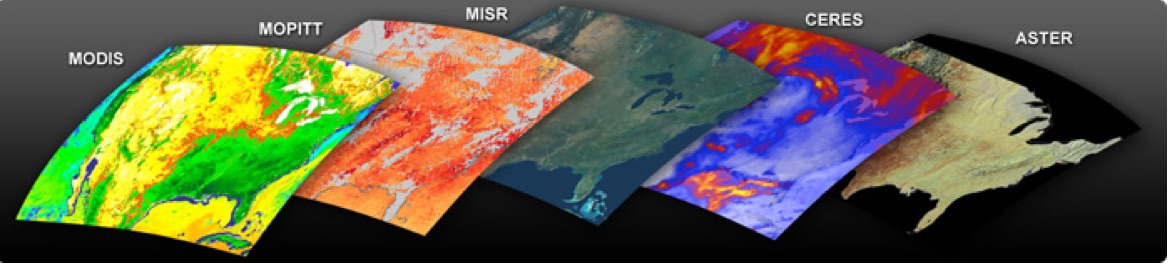 MODIS
MOPITT
MISR
CERES
ASTER